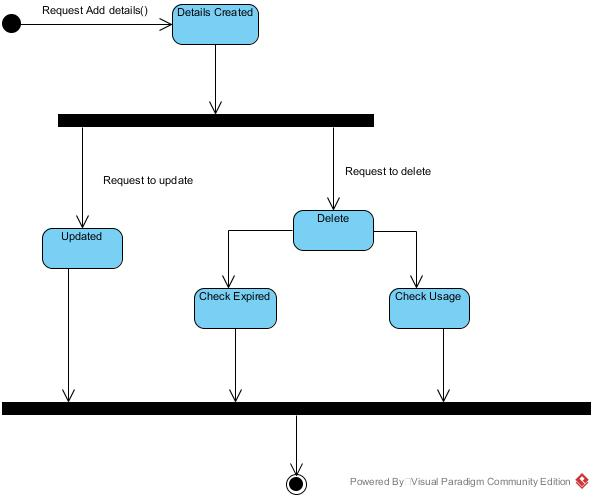 Request Add details()
Details Created
Request to update
Request to delete
Updated
Delete
Check Expired
Check Usage
Powered By Visual Paradigm Community Edition